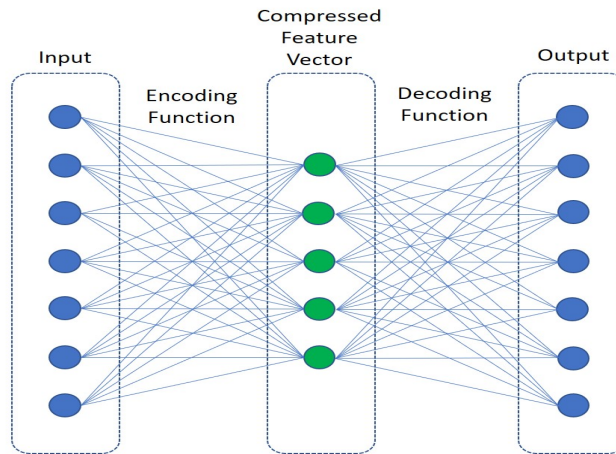 Input
Encoding
Function
Compressed
Feature
Vector
Decoding
Function
Output